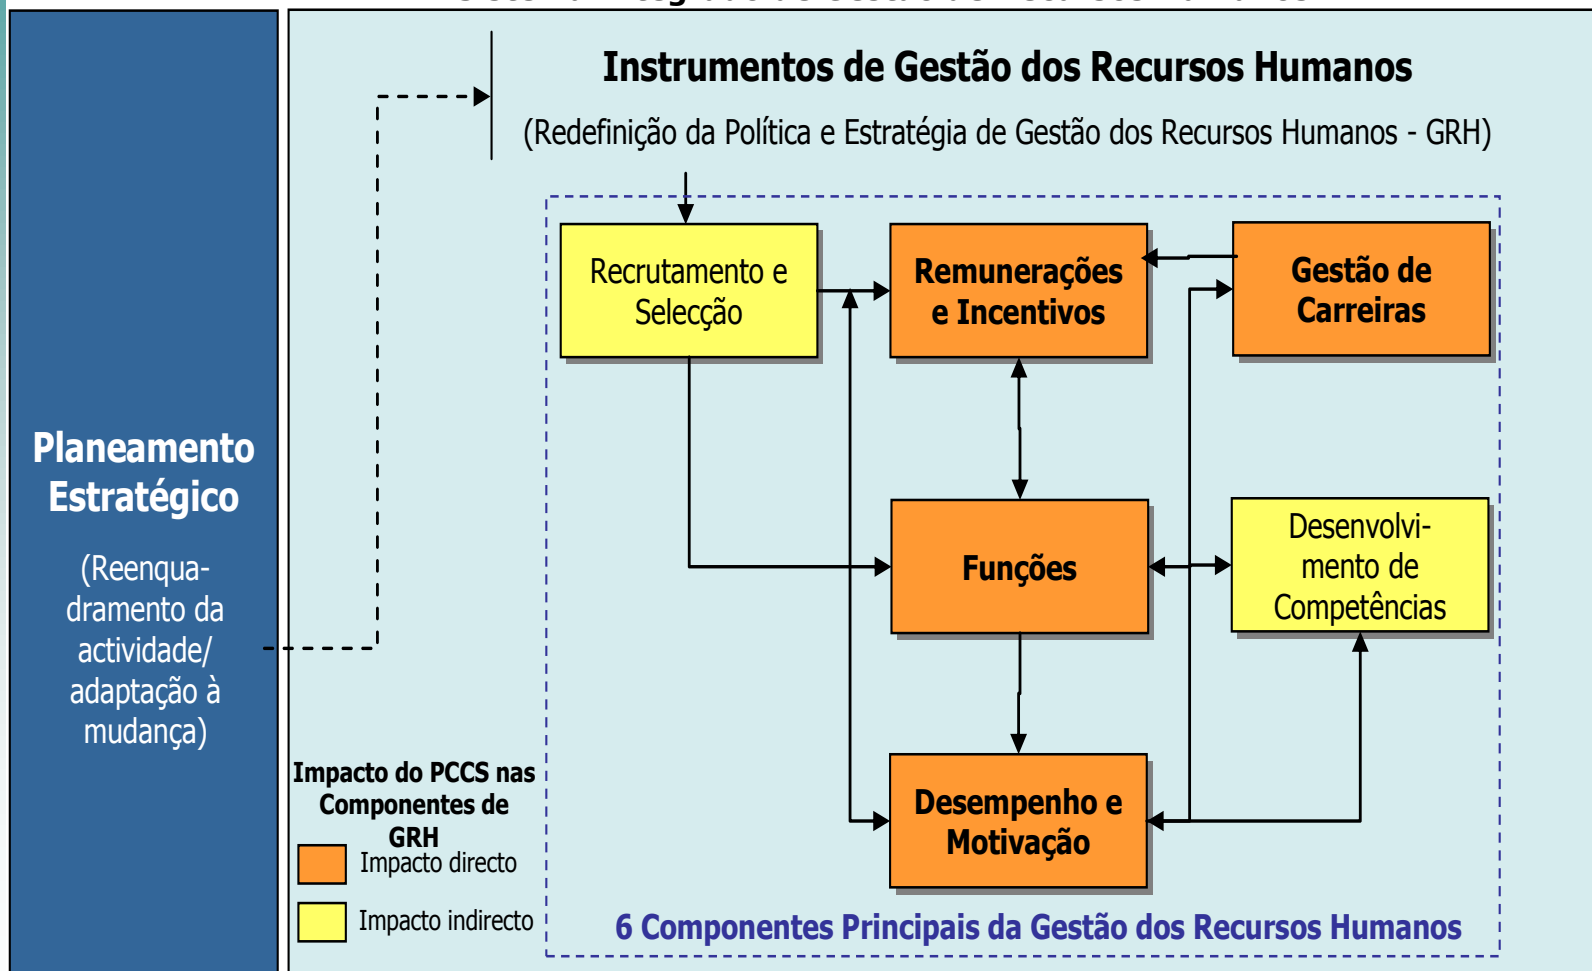 Instrumentos de Gestão dos Recursos Humanos
(Redefinição da Política e Estratégia de Gestão dos Recursos Humanos - GRH)
Recrutamento e
Selecção
Remunerações
e Incentivos
Gestão de
Carreiras
Planeamento
Estratégico
(Reenqua-
dramento da
actividade/
adaptação à
mudança)
Funções
Desenvolvi-
mento de
Competências
Desempenho e
Motivação
Impacto do PCCS nas
Componentes de
GRH
Impacto directo
Impacto indirecto
6 Componentes Principais da Gestão dos Recursos Humanos